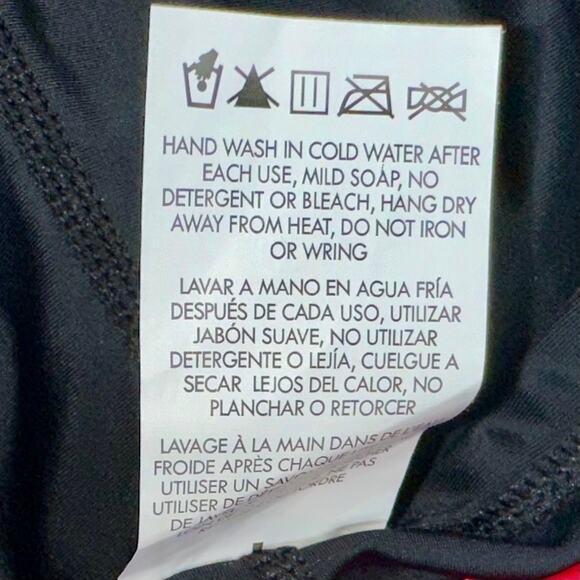 HAND WASH IN COLD WATER AFTER
EACH USE, MILD SOAP, NO
DETERGENT OR BLEACH, HANG DRY
AWAY FROM HEAT, DO NOT IRON
OR WRING
LAVAR A MANO EN AGUA FRÍA
DESPUÉS DE CADA USO, UTILIZAR
JABÓN SUAVE, NO UTILIZAR
DETERGENTE O LEJÍA, CUELGUE A
SECAR LEJOS DEL CALOR, NO
PLANCHAR O RETORCER
LAVAGE À LA MAIN DANS DE
FROIDE APRÈS CHAQUE
UTILISER UN PAS
UTILISER DE